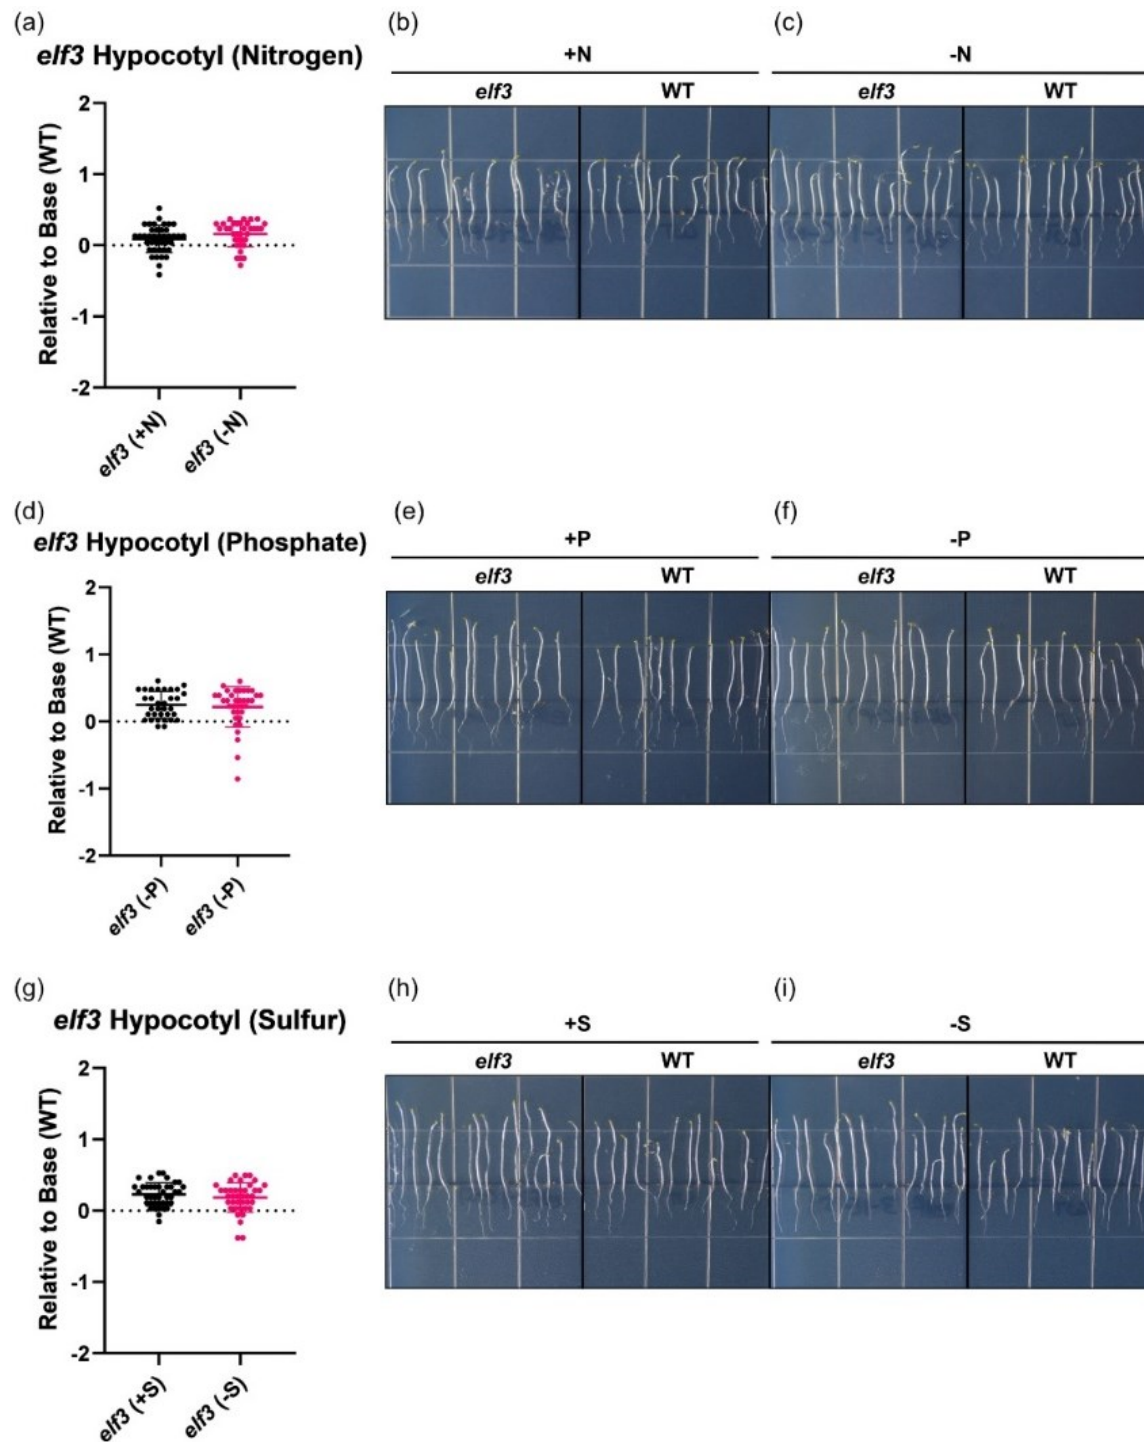 (a)
elf3 Hypocotyl (Nitrogen)
Relative to Base (WT)
2
1
0
-1
-2
elf3 (+N)
elf3 (-N)
(b)
+N
elf3
WT
(c)
-N
elf3
WT
(d)
elf3 Hypocotyl (Phosphate)
Relative to Base (WT)
2
1
0
-1
-2
elf3 (-P)
elf3 (-P)
(e)
+P
elf3
WT
(f)
-P
elf3
WT
(g)
elf3 Hypocotyl (Sulfur)
Relative to Base (WT)
2
1
0
-1
-2
elf3 (+S)
elf3 (-S)
(h)
+S
elf3
WT
(i)
-S
elf3
WT